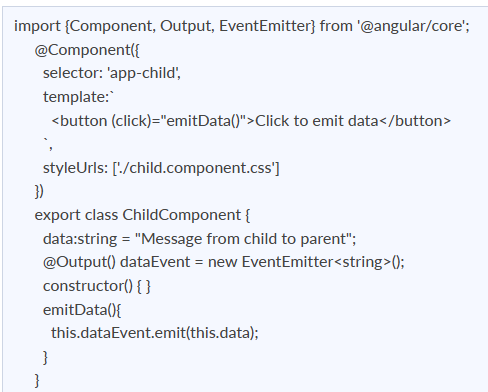 import {Component, Output, EventEmitter} from '@angular/core';
@Component({
selector: 'app-child',
template:`
<button (click)="emitData()">Click to emit data</button>
`,
styleUrls: ['./child.component.css']
})
export class ChildComponent {
data:string = "Message from child to parent";
@Output() dataEvent = new EventEmitter<string>();
constructor() { }
emitData(){
this.dataEvent.emit(this.data);
}
}